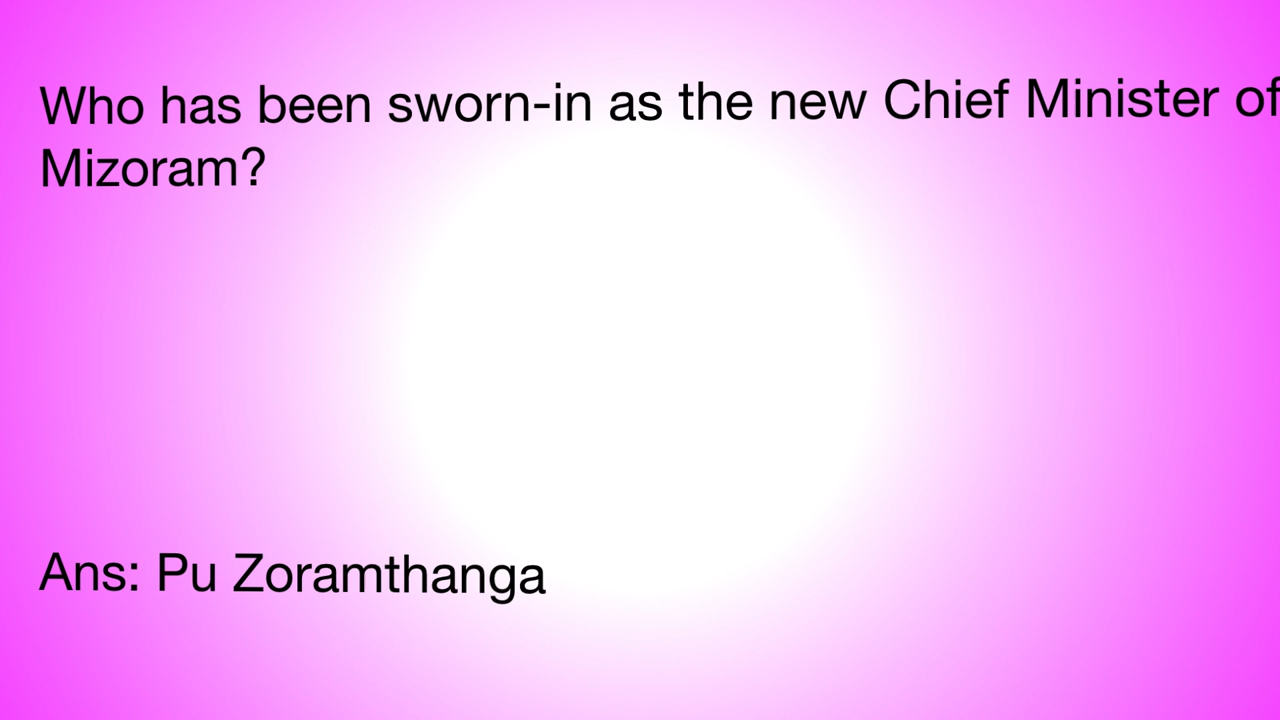 Who has been sworn-in as the new Chief Minister of
Mizoram?
Ans: Pu Zoramthanga